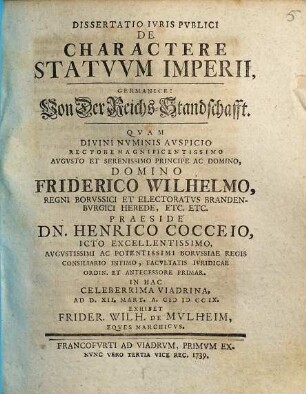 5
DISSERTATIO IVRIS PVBLICI
DE
CHARACTERE
STATVVM IMPERII,
GERMANICE:
Von Der Reichs-Standschafft.
QVAM
DIVINI NVMINIS AVSPICIO
RECTORE MAGNIFICENTISSIMO
AVGVSTO ET SERENISSIMO PRINCIPE AC DOMINO,
DOMINO
FRIDERICO WILHELMO,
REGNI BORVSSICI ET ELECTORATVS BRANDEN-
BVRGICI HEREDE, ETC. ETC.
PRAESIDE
DN. HENRICO COCCEIO,
ICTO EXCELLENTISSIMO,
AVGVSTISSIMI AC POTENTISSIMI BORVSSIAE REGIS
CONSILIARIO INTIMO, FACVLTATIS IVRIDICAE
ORDIN. ET ANTECESSORE PRIMAR.
IN HAC
CELEBERRIMA VIADRINA,
AD D. XII. MART. A. CIƆ IƆ CC IX.
EXHIBET
FRIDER. WILH. DE MVLHEIM,
EQVES MARCHICVS.
FRANCOFVRTI AD VIADRVM, PRIMVM EX-
NVNC VERO TERTIA VICE REC. 1739.